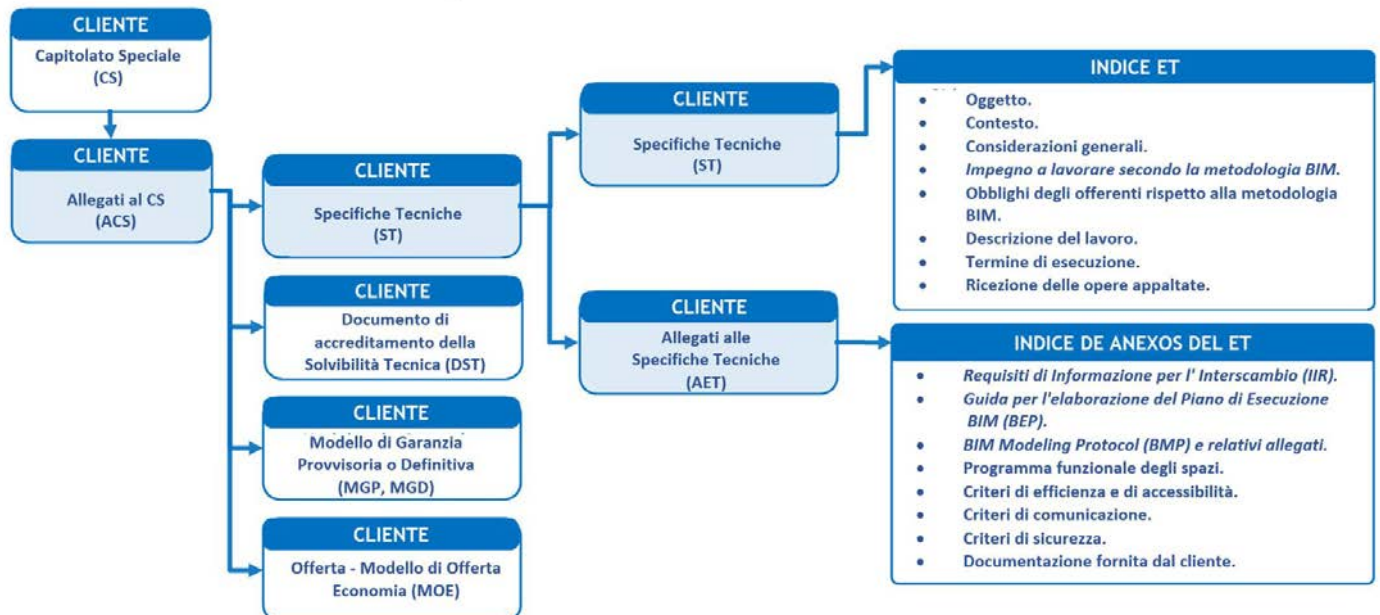 CLIENTE
Capitolato Speciale
(CS)
CLIENTE
Allegati al CS
(ACS)
CLIENTE
Specifiche Tecniche
(ST)
CLIENTE
Documento di
accreditamento della
Solvibilità Tecnica (DST)
CLIENTE
Modello di Garanzia
Provvisoria o Definitiva
(MGP, MGD)
CLIENTE
Offerta - Modello di Offerta
Economia (MOE)
CLIENTE
Specifiche Tecniche
(ST)
CLIENTE
Allegati alle
Specifiche Tecniche
(AET)
INDICE ET
• Oggetto.
• Contesto.
• Considerazioni generali.
• Impegno a lavorare secondo la metodologia BIM.
• Obblighi degli offerenti rispetto alla metodologia
BIM.
• Descrizione del lavoro.
• Termine di esecuzione.
• Ricezione delle opere appaltate.
INDICE DE ANEXOS DEL ET
• Requisiti di Informazione per l' Interscambio (IIR).
• Guida per l'elaborazione del Piano di Esecuzione
BIM (BEP).
• BIM Modeling Protocol (BMP) e relativi allegati.
• Programma funzionale degli spazi.
• Criteri di efficienza e di accessibilità.
• Criteri di comunicazione.
• Criteri di sicurezza.
• Documentazione fornita dal cliente.